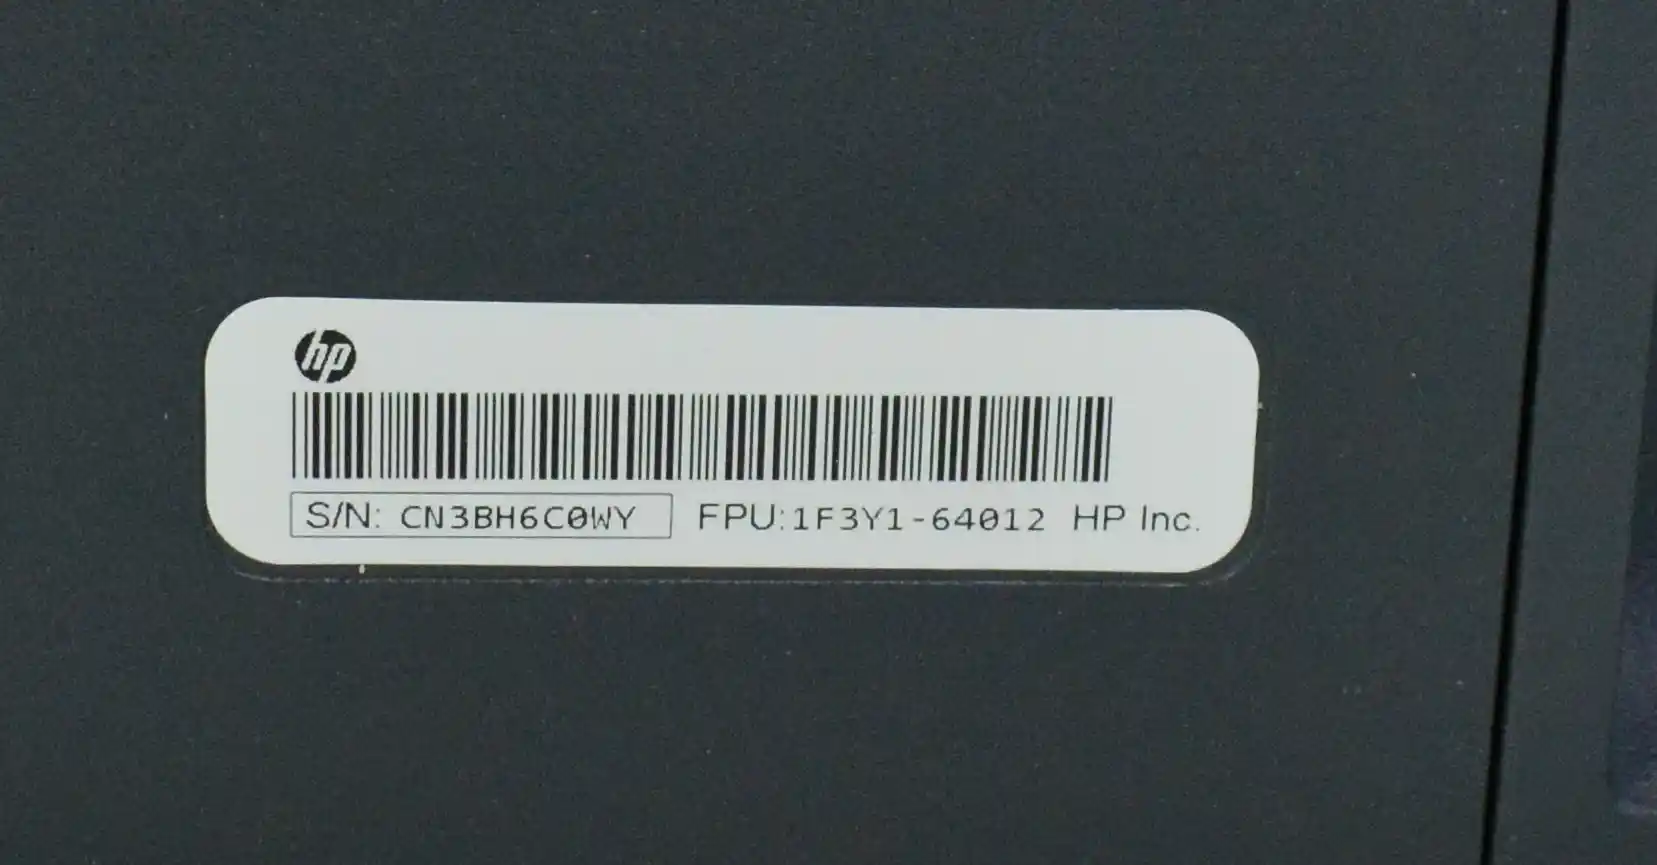 hp
S/N: CN3BH6C0WY FPU:1F3Y1-64012 HP Inc.